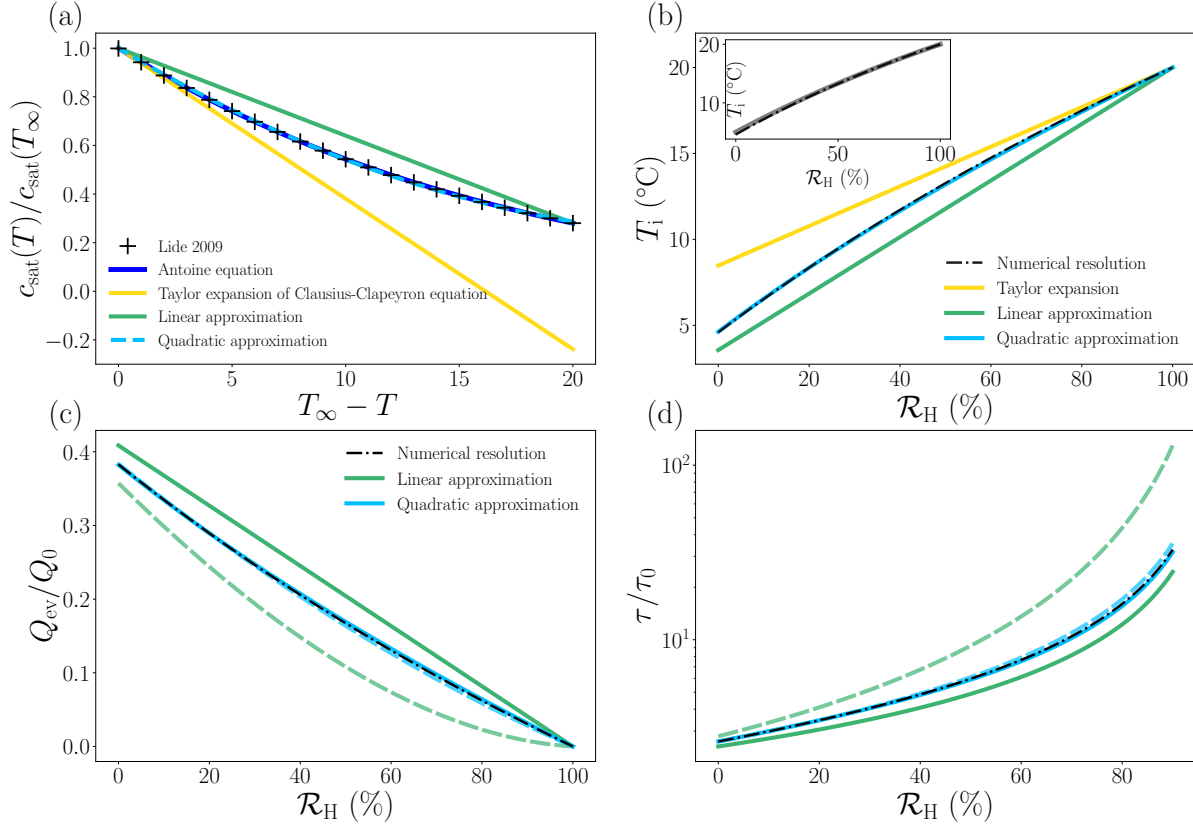 (a)
1.0
0.8
0.6
0.4
0.2
0.0
−0.2
c_sat(T)/c_sat(T_∞)
Lide 2009
Antoine equation
Taylor expansion of Clausius-Clapeyron equation
Linear approximation
Quadratic approximation
0 5 10 15 20
T_∞ − T
(b)
20
15
10
5
T_i (°C)
20
10
T_i (°C)
0 50 100
R_H (%)
Numerical resolution
Taylor expansion
Linear approximation
Quadratic approximation
0 20 40 60 80 100
R_H (%)
(c)
0.4
0.3
0.2
0.1
0.0
Q_ev/Q_0
Numerical resolution
Linear approximation
Quadratic approximation
0 20 40 60 80 100
R_H (%)
(d)
10²
10¹
τ/τ_0
0 20 40 60 80
R_H (%)